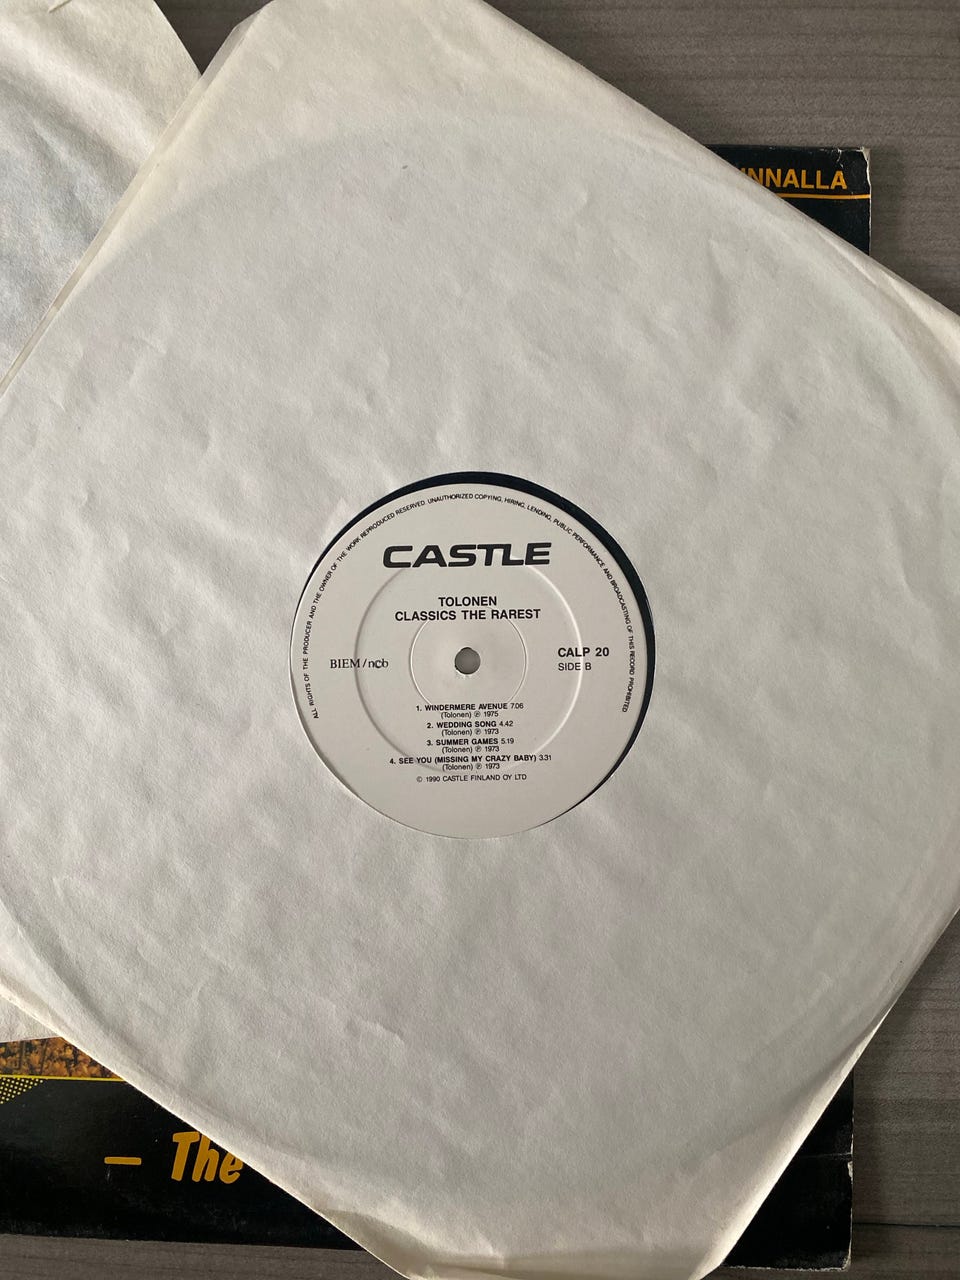 NNALLA
ALL RIGHTS OF THE PRODUCER AND THE OWNER OF THE WORK REPRODUCED RESERVED. UNAUTHORIZED COPYING, HIRING, LENDING, PUBLIC PERFORMANCE AND BROADCASTING OF THIS RECORD PROHIBITED
CASTLE
TOLONEN
CLASSICS THE RAREST
BIEM/ncb
CALP 20
SIDE B
1. WINDERMERE AVENUE 7.06
(Tolonen) ℗ 1975
2. WEDDING SONG 4.42
(Tolonen) ℗ 1973
3. SUMMER GAMES 5.19
(Tolonen) ℗ 1973
4. SEE YOU (MISSING MY CRAZY BABY) 3.31
(Tolonen) ℗ 1973
© 1990 CASTLE FINLAND OY LTD
– The